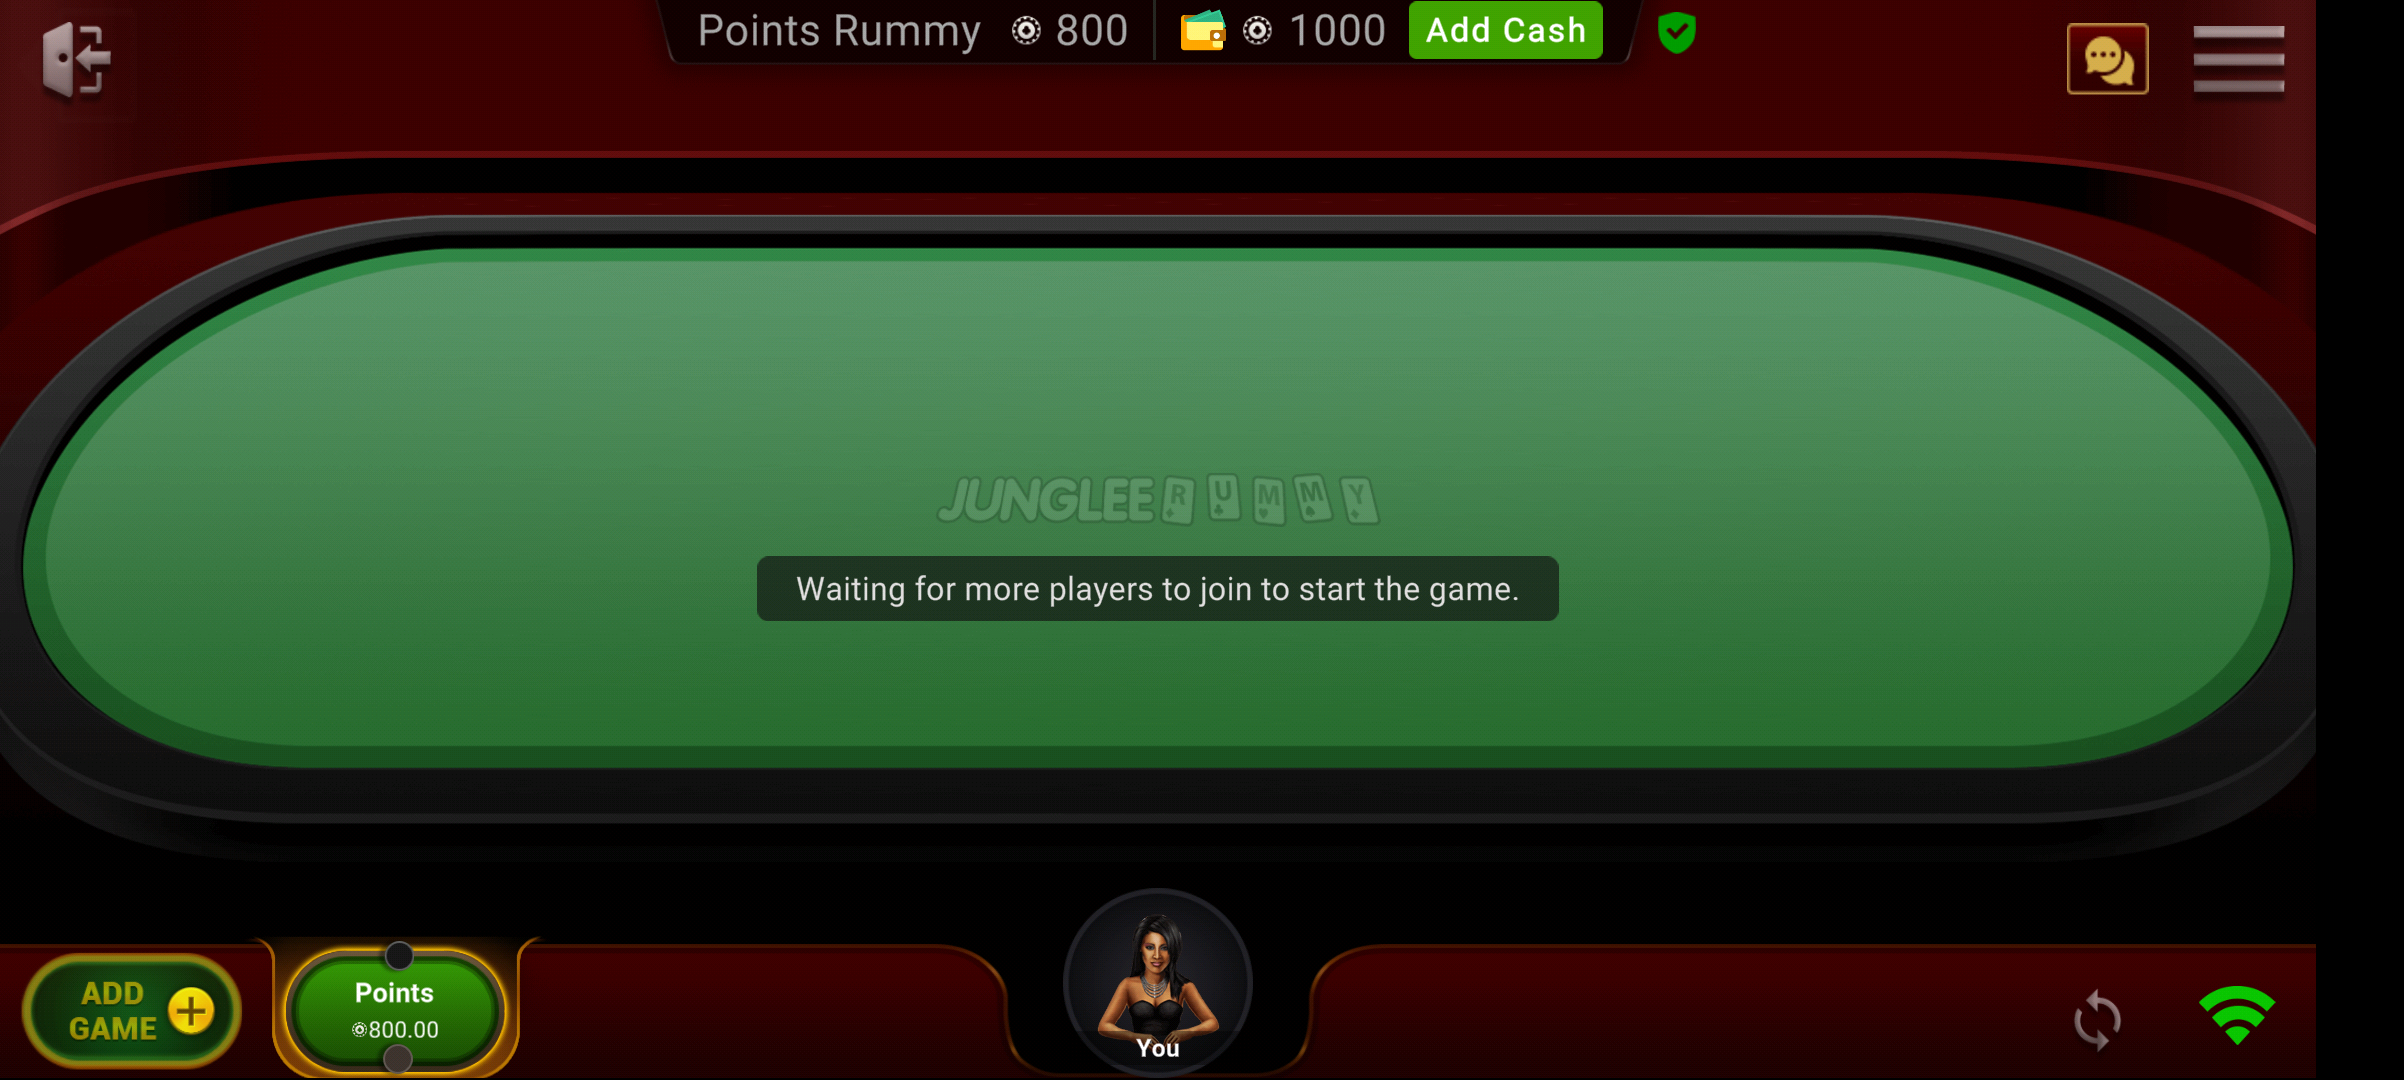 Points Rummy 800 1000 Add Cash
JUNGLEE RUMMY
Waiting for more players to join to start the game.
ADD
GAME
Points
800.00
You